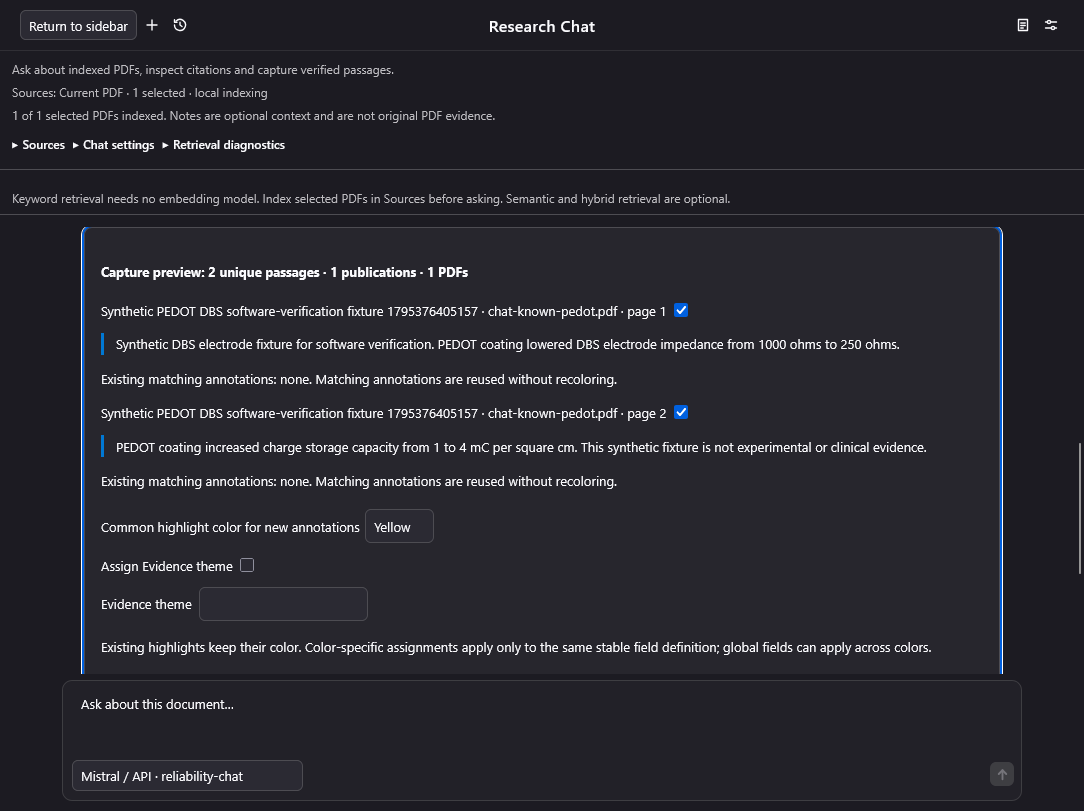 Return to sidebar
Research Chat
Ask about indexed PDFs, inspect citations and capture verified passages.
Sources: Current PDF · 1 selected · local indexing
1 of 1 selected PDFs indexed. Notes are optional context and are not original PDF evidence.
Sources Chat settings Retrieval diagnostics
Keyword retrieval needs no embedding model. Index selected PDFs in Sources before asking. Semantic and hybrid retrieval are optional.
Capture preview: 2 unique passages · 1 publications · 1 PDFs
Synthetic PEDOT DBS software-verification fixture 1795376405157 · chat-known-pedot.pdf · page 1
Synthetic DBS electrode fixture for software verification. PEDOT coating lowered DBS electrode impedance from 1000 ohms to 250 ohms.
Existing matching annotations: none. Matching annotations are reused without recoloring.
Synthetic PEDOT DBS software-verification fixture 1795376405157 · chat-known-pedot.pdf · page 2
PEDOT coating increased charge storage capacity from 1 to 4 mC per square cm. This synthetic fixture is not experimental or clinical evidence.
Existing matching annotations: none. Matching annotations are reused without recoloring.
Common highlight color for new annotations Yellow
Assign Evidence theme
Evidence theme
Existing highlights keep their color. Color-specific assignments apply only to the same stable field definition; global fields can apply across colors.
Ask about this document...
Mistral / API · reliability-chat